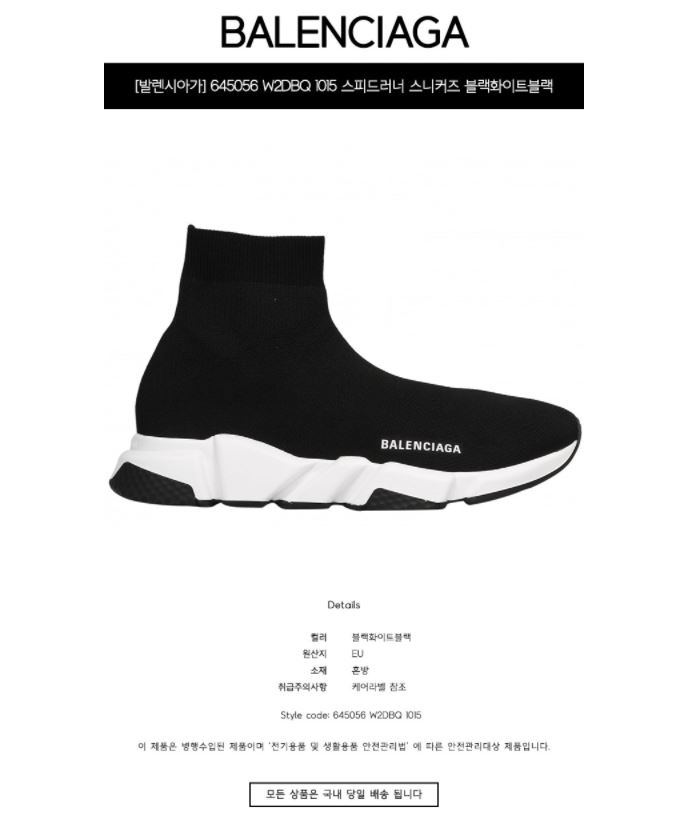 BALENCIAGA
[발렌시아가] 645056 W2DBQ 1015 스피드러너 스니커즈 블랙화이트블랙
BALENCIAGA
Details
컬러 블랙화이트블랙
원산지 EU
소재 혼방
취급주의사항 케어라벨 참조
Style code: 645056 W2DBQ 1015
이 제품은 병행수입된 제품이며 '전기용품 및 생활용품 안전관리법' 에 따른 안전관리대상 제품입니다.
모든 상품은 국내 당일 배송 됩니다